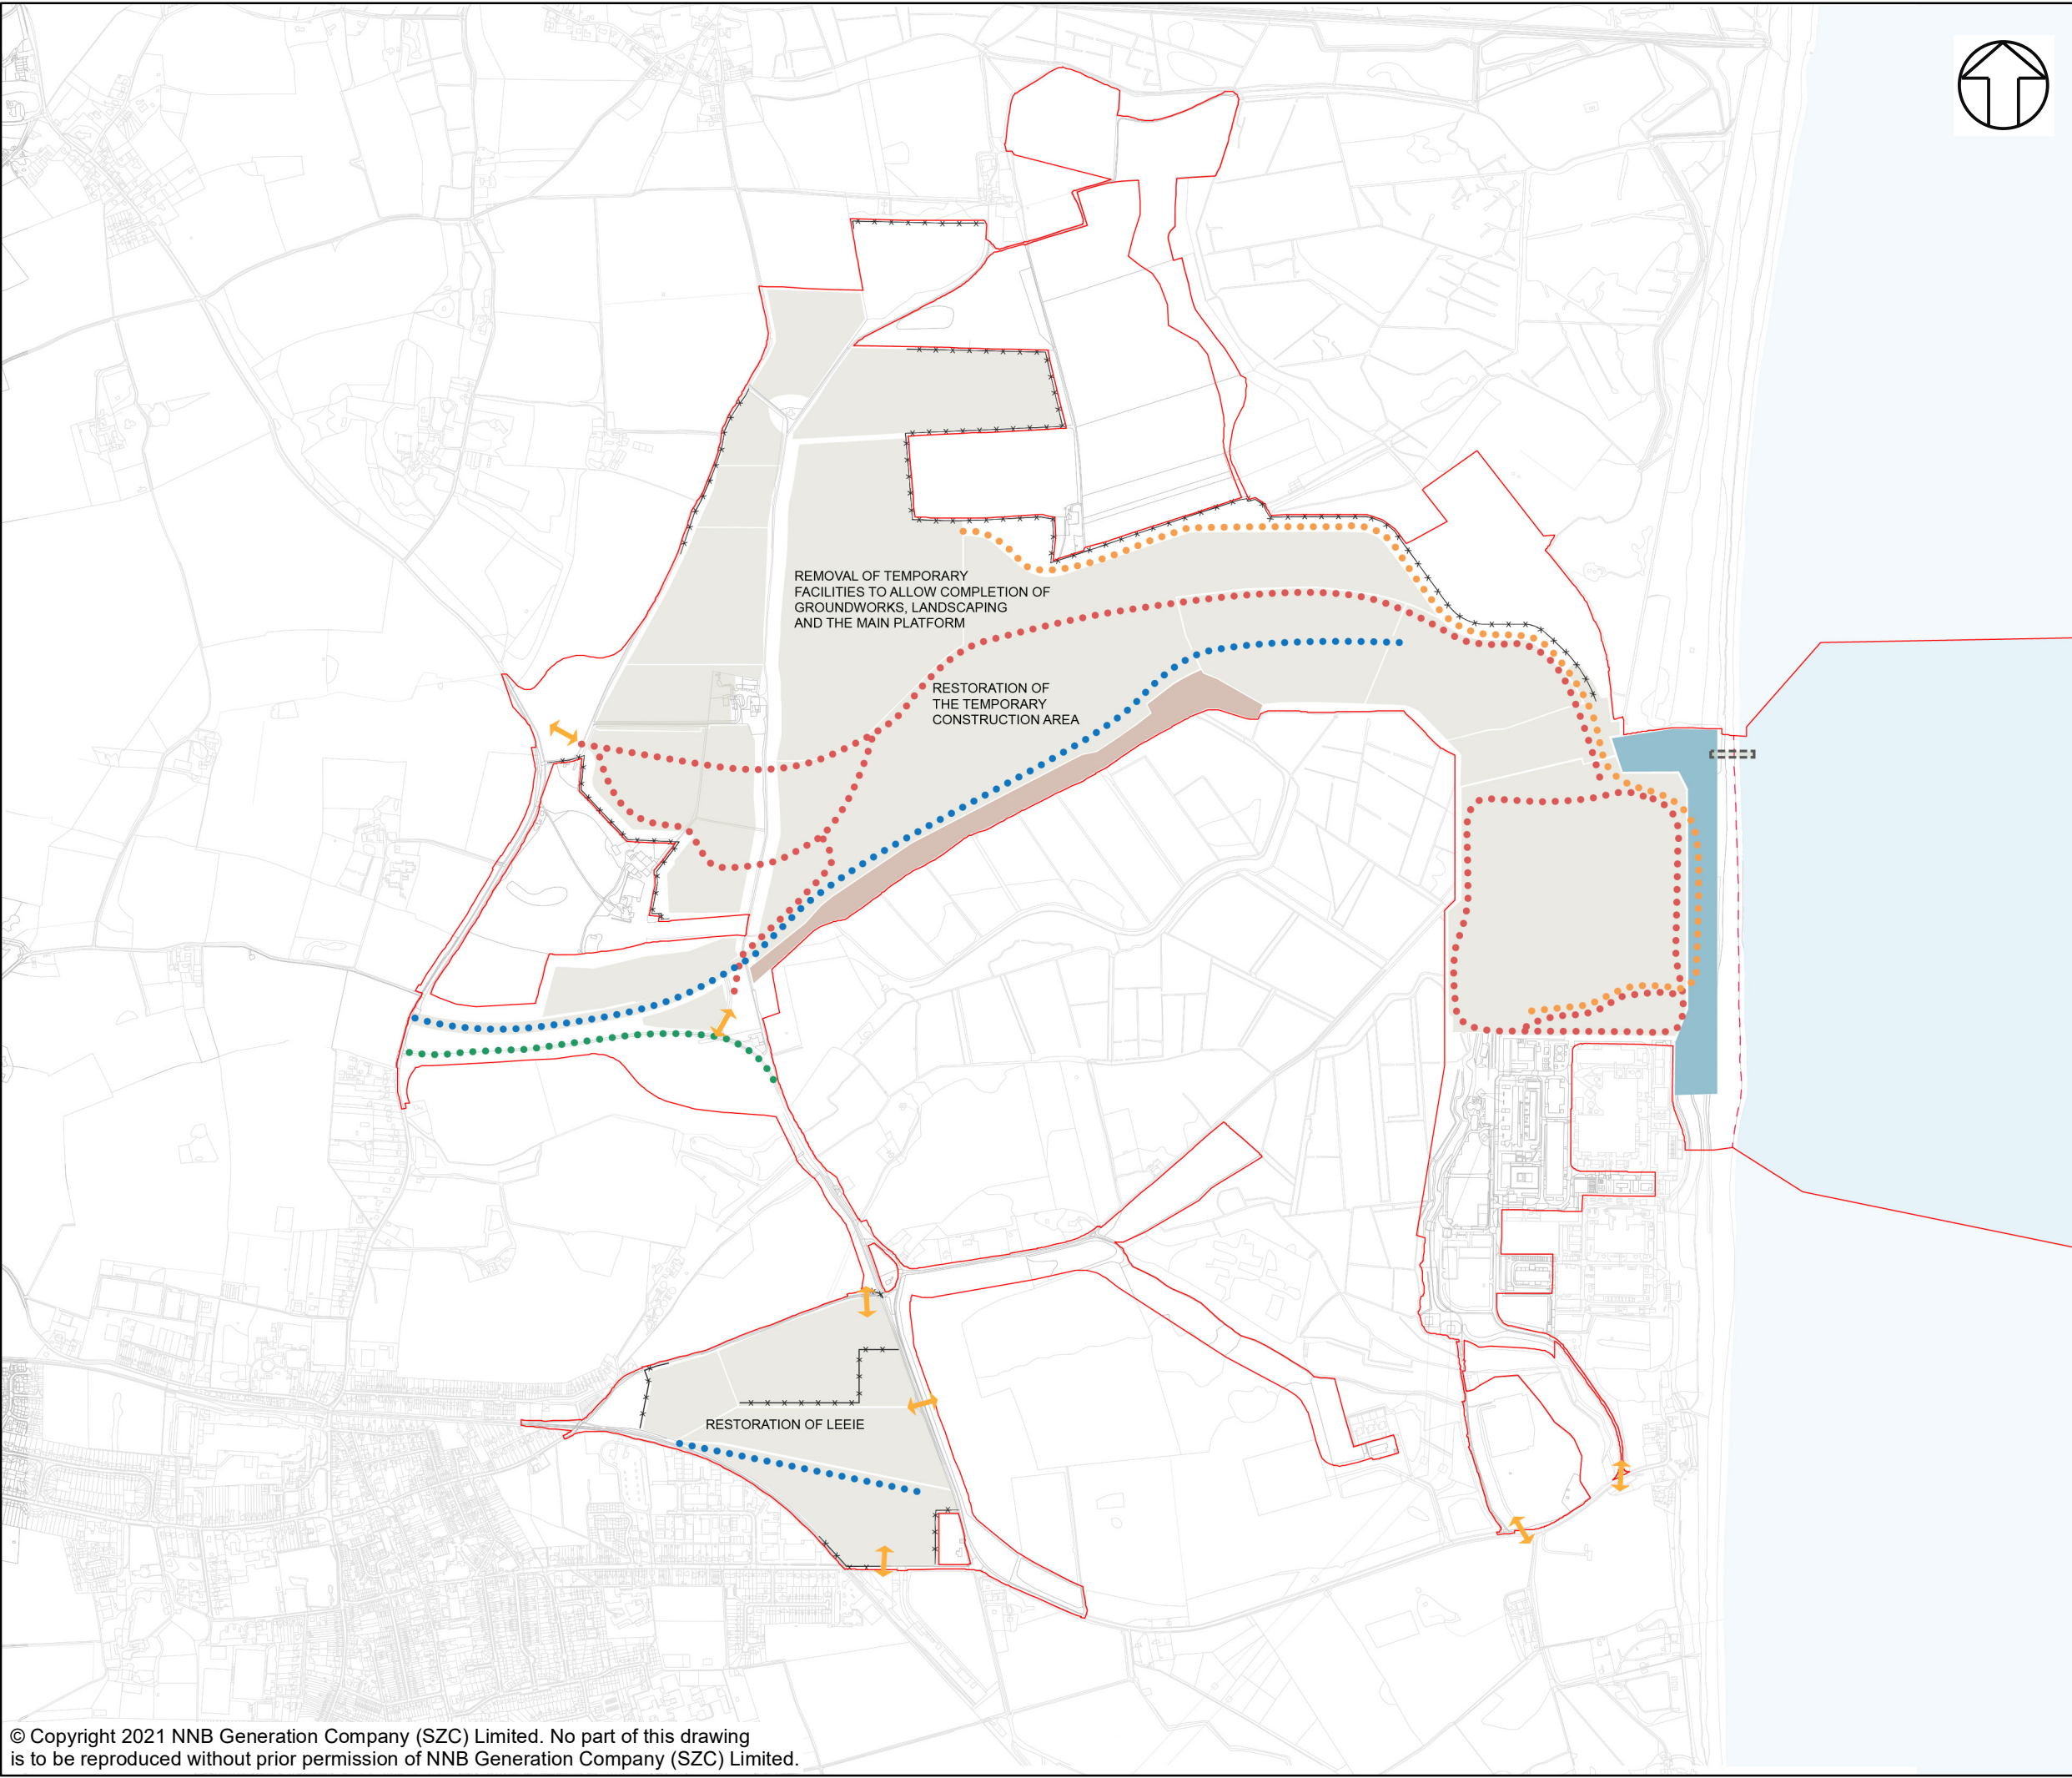 REMOVAL OF TEMPORARY
FACILITIES TO ALLOW COMPLETION OF
GROUNDWORKS, LANDSCAPING
AND THE MAIN PLATFORM
RESTORATION OF
THE TEMPORARY
CONSTRUCTION AREA
RESTORATION OF LEEIE
© Copyright 2021 NNB Generation Company (SZC) Limited. No part of this drawing
is to be reproduced without prior permission of NNB Generation Company (SZC) Limited.